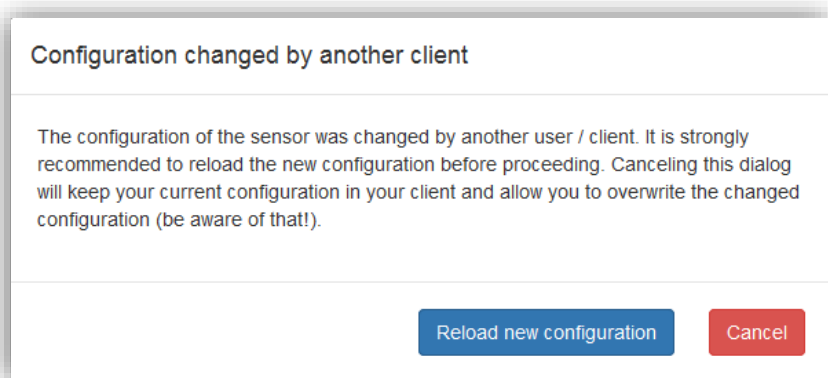 Configuration changed by another client
The configuration of the sensor was changed by another user / client. It is strongly
recommended to reload the new configuration before proceeding. Canceling this dialog
will keep your current configuration in your client and allow you to overwrite the changed
configuration (be aware of that!).
Reload new configuration
Cancel